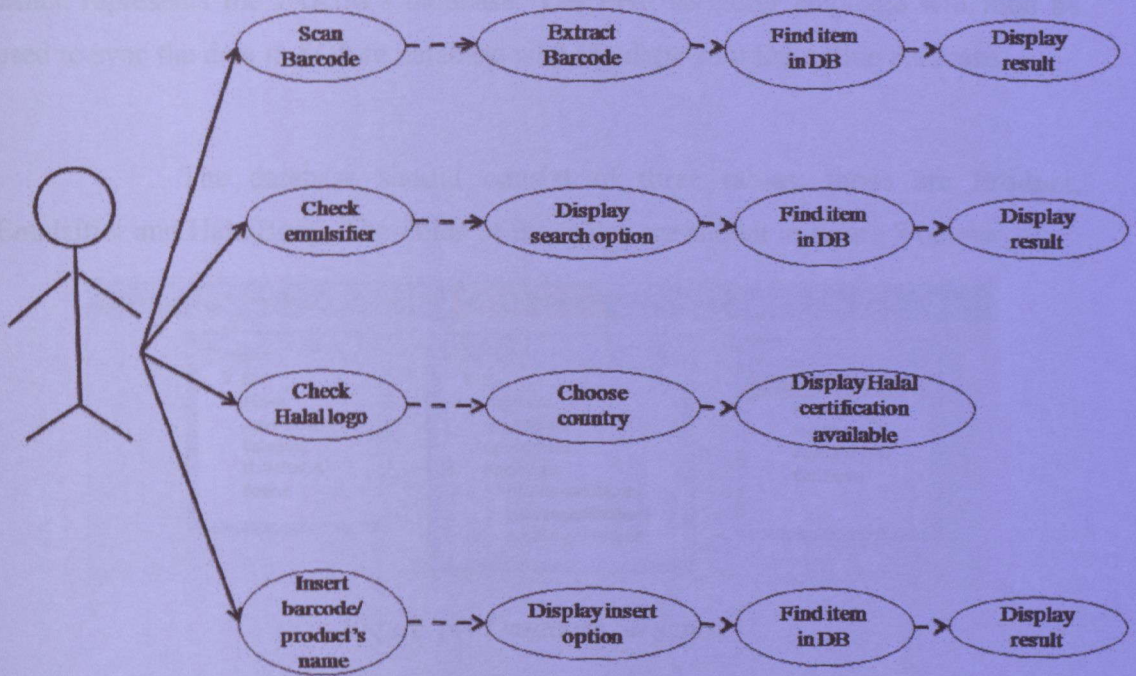 Scan
Barcode
Extract
Barcode
Find item
in DB
Display
result
Check
emulsifier
Display
search option
Find item
in DB
Display
result
Check
Halal logo
Choose
country
Display Halal
certification
available
Insert
barcode/
product's
name
Display insert
option
Find item
in DB
Display
result